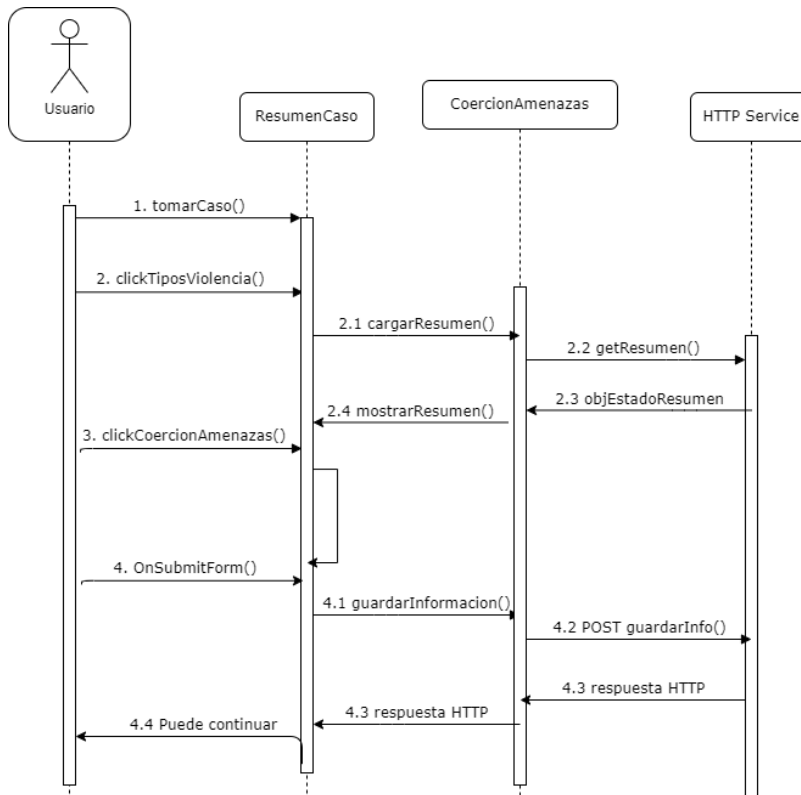 Usuario
ResumenCaso
CoercionAmenazas
HTTP Service
1. tomarCaso()
2. clickTiposViolencia()
2.1 cargarResumen()
2.2 getResumen()
2.3 objEstadoResumen
2.4 mostrarResumen()
3. clickCoercionAmenazas()
4. OnSubmitForm()
4.1 guardarInformacion()
4.2 POST guardarInfo()
4.3 respuesta HTTP
4.3 respuesta HTTP
4.4 Puede continuar